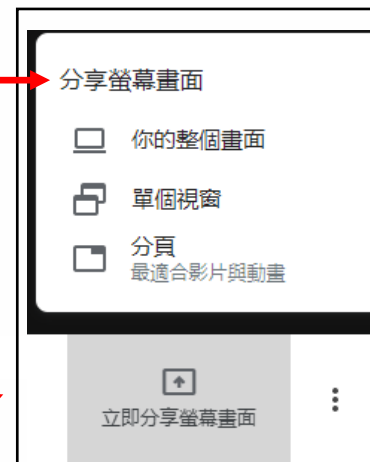 分享螢幕畫面
你的整個畫面
單個視窗
分頁
最適合影片與動畫
立即分享螢幕畫面